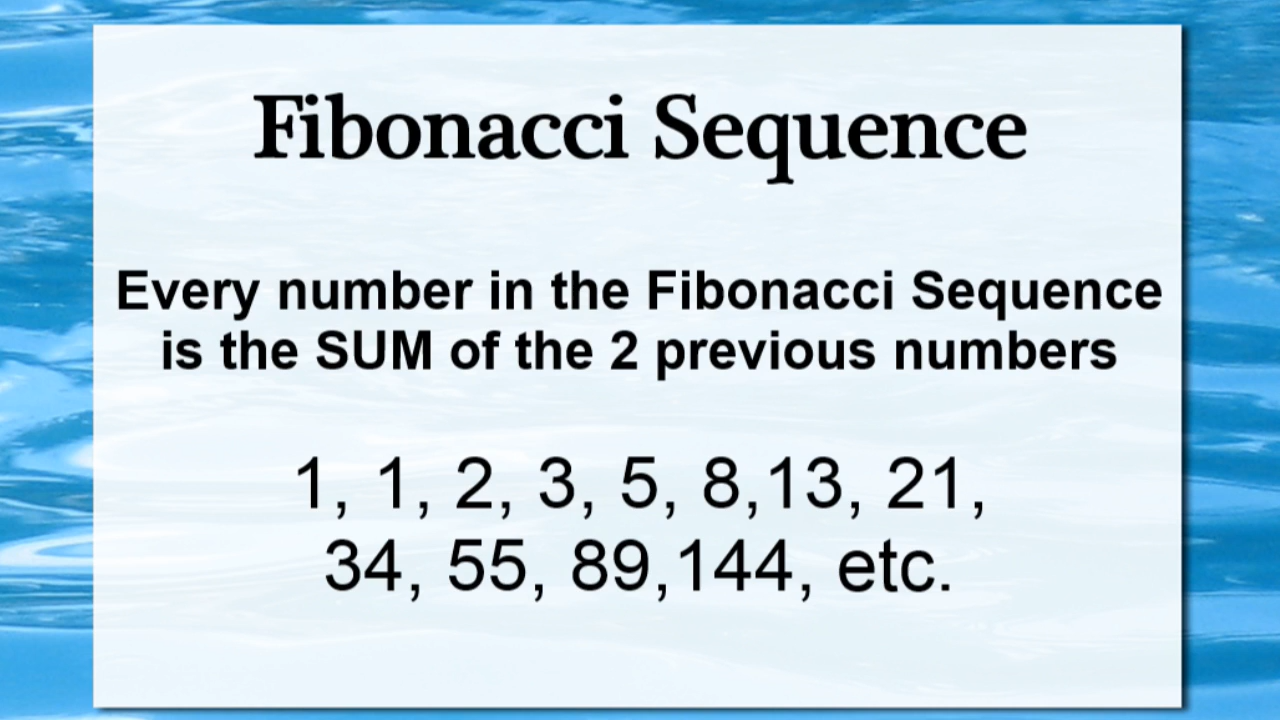 Fibonacci Sequence
Every number in the Fibonacci Sequence
is the SUM of the 2 previous numbers
1, 1, 2, 3, 5, 8,13, 21,
34, 55, 89,144, etc.